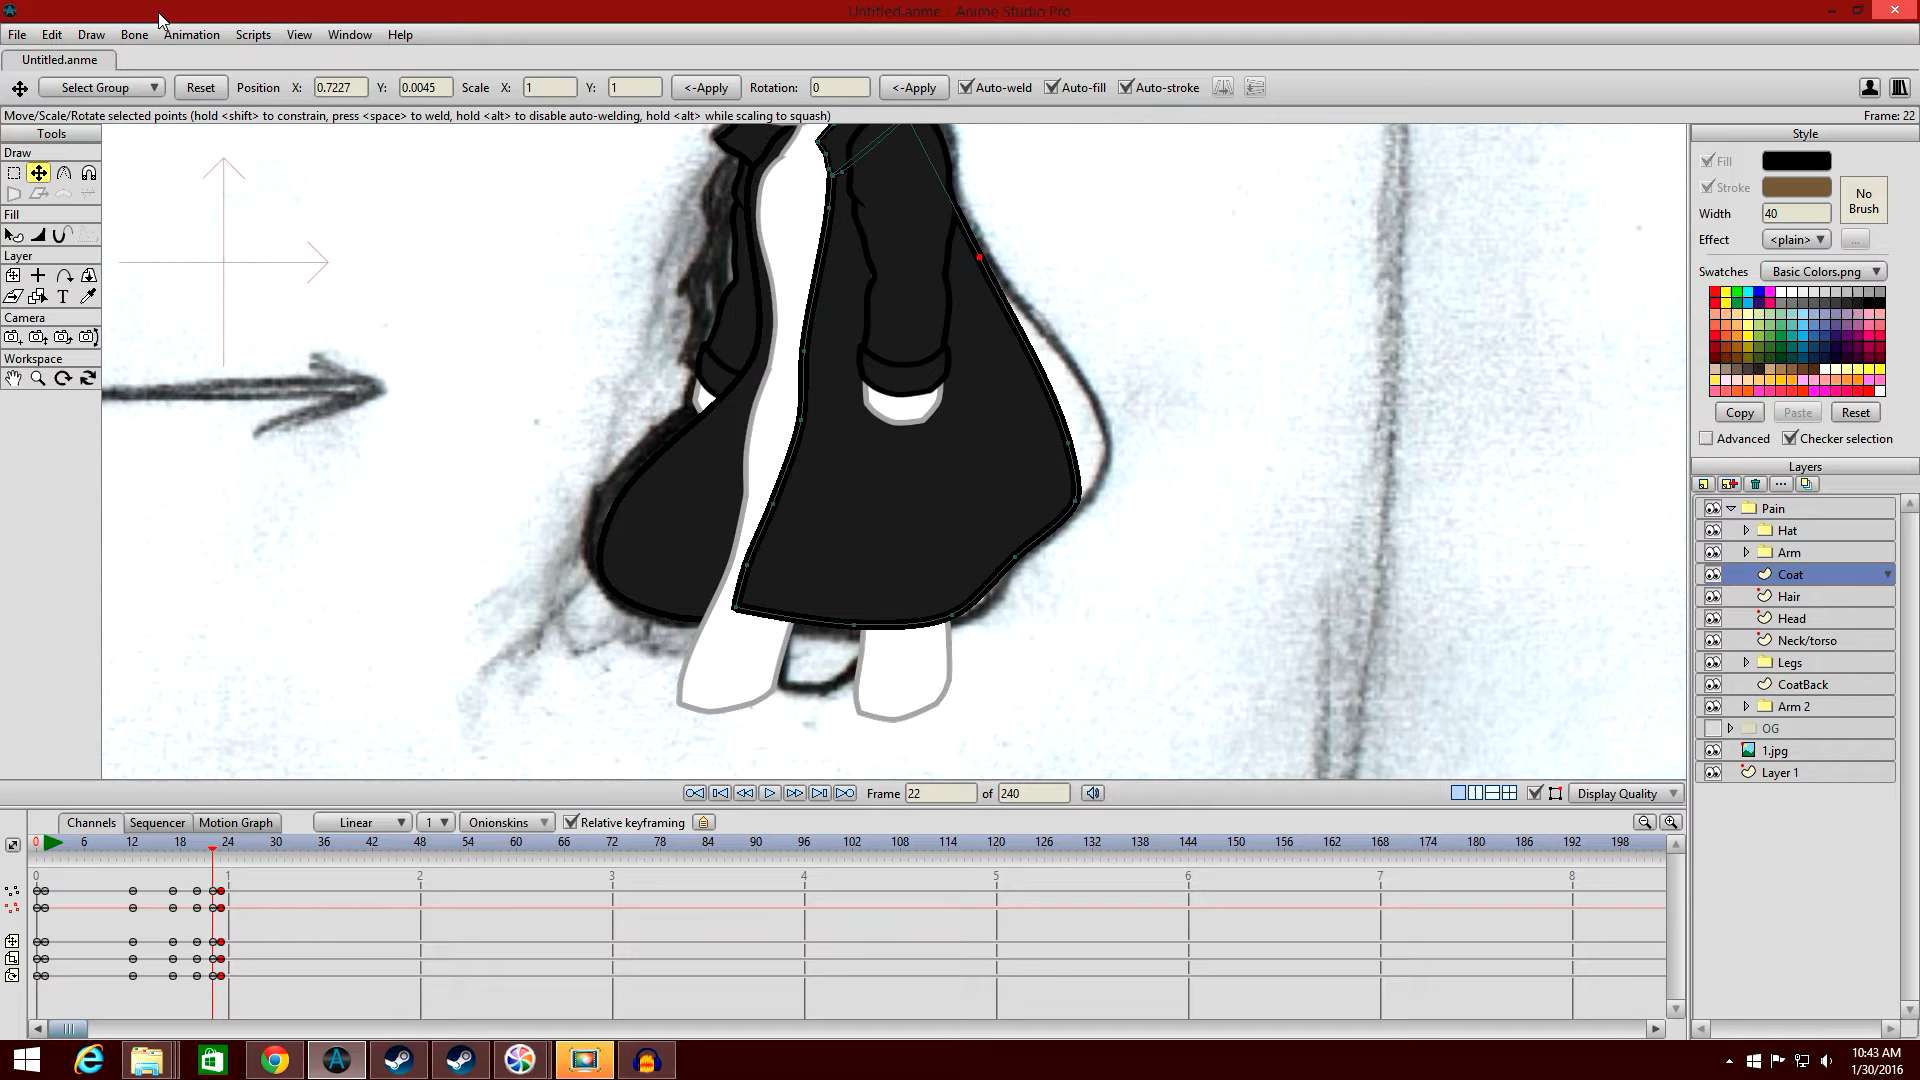 Untitled.anme - Anime Studio Pro
File Edit Draw Bone Animation Scripts View Window Help
Untitled.anme
Select Group Reset Position X: 0.7227 Y: 0.0045 Scale X: 1 Y: 1 <-Apply Rotation: 0 <-Apply Auto-weld Auto-fill Auto-stroke
Move/Scale/Rotate selected points (hold <shift> to constrain, press <space> to weld, hold <alt> to disable auto-welding, hold <alt> while scaling to squash)
Frame: 22
Tools
Draw
Fill
Layer
T
Camera
Workspace
Style
Fill
Stroke
No
Brush
Width 40
Effect <plain> ...
Swatches Basic Colors.png
Copy Paste Reset
Advanced Checker selection
Layers
Pain
Hat
Arm
Coat
Hair
Head
Neck/torso
Legs
CoatBack
Arm 2
OG
1.jpg
Layer 1
Frame 22 of 240
Display Quality
Channels Sequencer Motion Graph Linear 1 Onionskins Relative keyframing
0 6 12 18 24 30 36 42 48 54 60 66 72 78 84 90 96 102 108 114 120 126 132 138 144 150 156 162 168 174 180 186 192 198
0 1 2 3 4 5 6 7 8
10:43 AM
1/30/2016